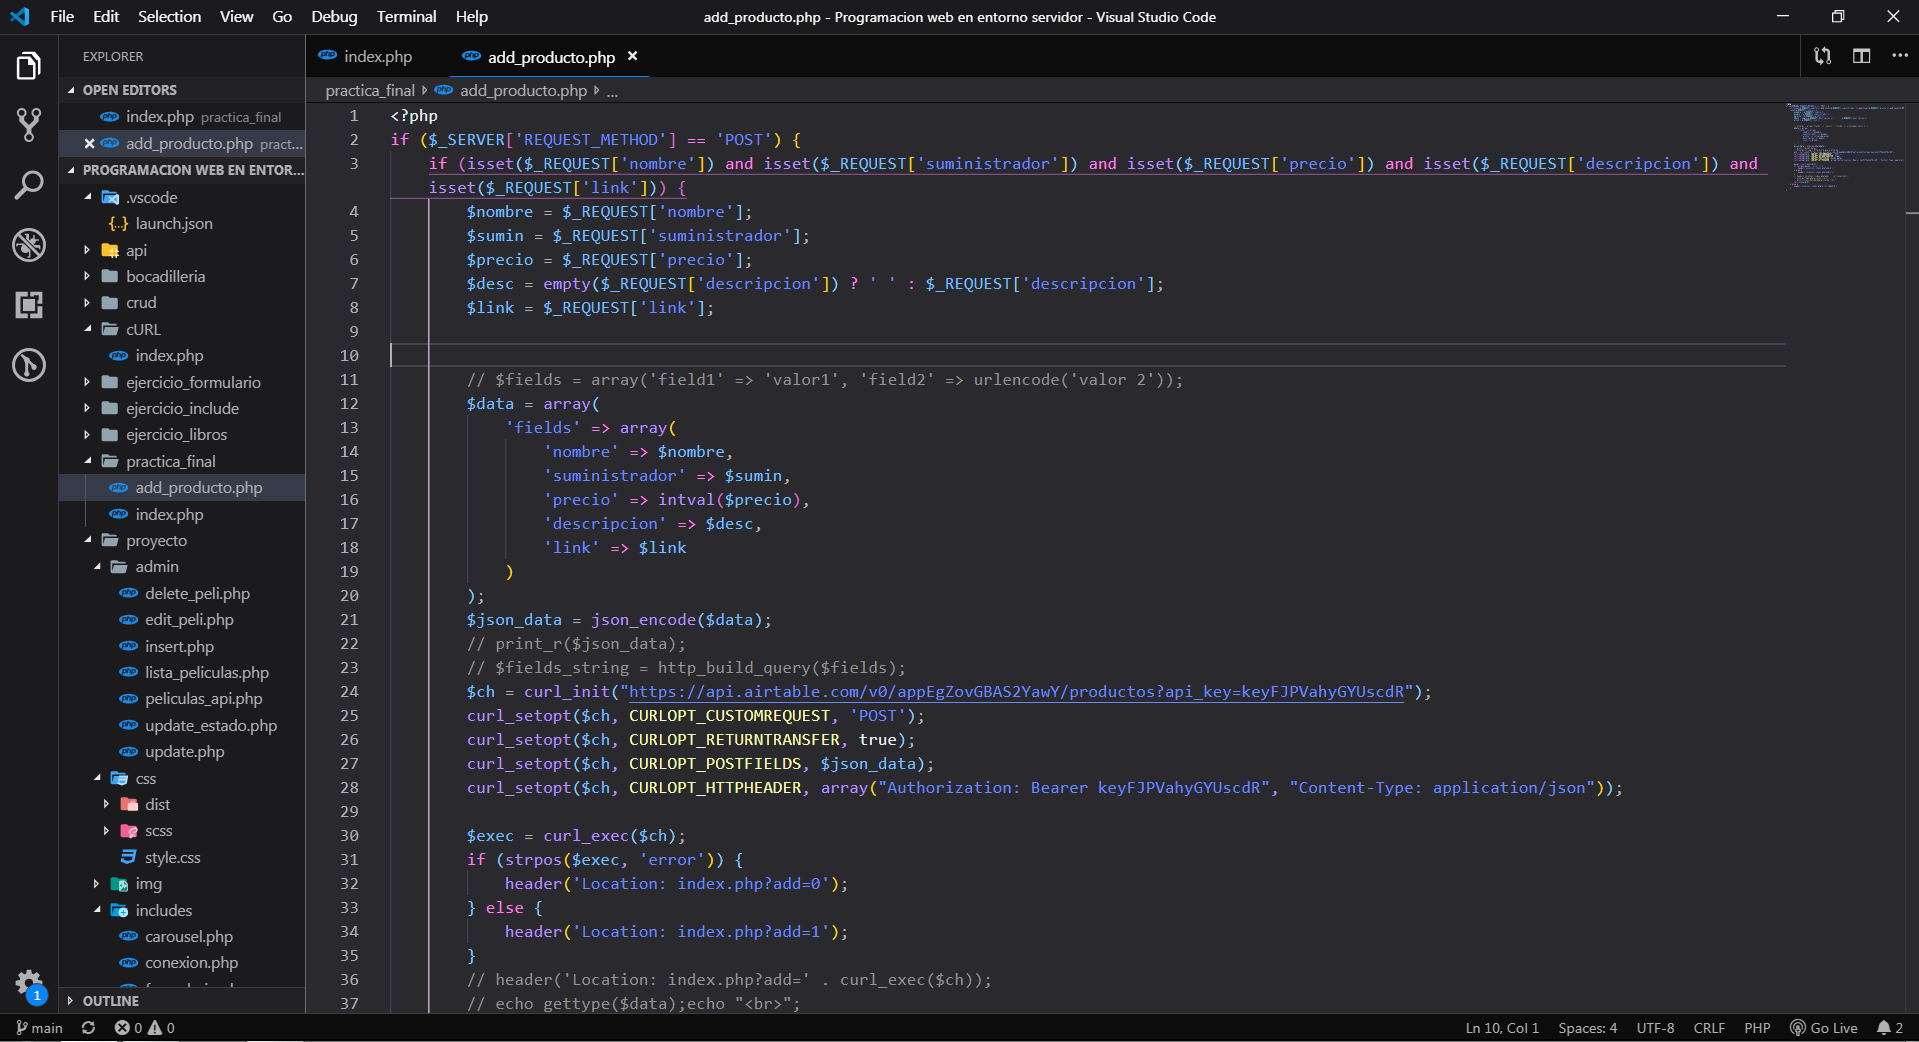 File Edit Selection View Go Debug Terminal Help
add_producto.php - Programacion web en entorno servidor - Visual Studio Code
EXPLORER
OPEN EDITORS
index.php practica_final
add_producto.php pract...
PROGRAMACION WEB EN ENTOR...
.vscode
launch.json
api
bocadilleria
crud
cURL
index.php
ejercicio_formulario
ejercicio_include
ejercicio_libros
practica_final
add_producto.php
index.php
proyecto
admin
delete_peli.php
edit_peli.php
insert.php
lista_peliculas.php
peliculas_api.php
update_estado.php
update.php
css
dist
scss
style.css
img
includes
carousel.php
conexion.php
OUTLINE
index.php
add_producto.php
practica_final add_producto.php ...
1 <?php
2 if ($_SERVER['REQUEST_METHOD'] == 'POST') {
3 if (isset($_REQUEST['nombre']) and isset($_REQUEST['suministrador']) and isset($_REQUEST['precio']) and isset($_REQUEST['descripcion']) and
isset($_REQUEST['link'])) {
4 $nombre = $_REQUEST['nombre'];
5 $sumin = $_REQUEST['suministrador'];
6 $precio = $_REQUEST['precio'];
7 $desc = empty($_REQUEST['descripcion']) ? ' ' : $_REQUEST['descripcion'];
8 $link = $_REQUEST['link'];
9
10
11 // $fields = array('field1' => 'valor1', 'field2' => urlencode('valor 2'));
12 $data = array(
13 'fields' => array(
14 'nombre' => $nombre,
15 'suministrador' => $sumin,
16 'precio' => intval($precio),
17 'descripcion' => $desc,
18 'link' => $link
19 )
20 );
21 $json_data = json_encode($data);
22 // print_r($json_data);
23 // $fields_string = http_build_query($fields);
24 $ch = curl_init("https://api.airtable.com/v0/appEgZovGBAS2YawY/productos?api_key=keyFJPVahyGYUscdR");
25 curl_setopt($ch, CURLOPT_CUSTOMREQUEST, 'POST');
26 curl_setopt($ch, CURLOPT_RETURNTRANSFER, true);
27 curl_setopt($ch, CURLOPT_POSTFIELDS, $json_data);
28 curl_setopt($ch, CURLOPT_HTTPHEADER, array("Authorization: Bearer keyFJPVahyGYUscdR", "Content-Type: application/json"));
29
30 $exec = curl_exec($ch);
31 if (strpos($exec, 'error')) {
32 header('Location: index.php?add=0');
33 } else {
34 header('Location: index.php?add=1');
35 }
36 // header('Location: index.php?add=' . curl_exec($ch));
37 // echo gettype($data);echo "<br>";
1
main 0 0
Ln 10, Col 1 Spaces: 4 UTF-8 CRLF PHP Go Live 2